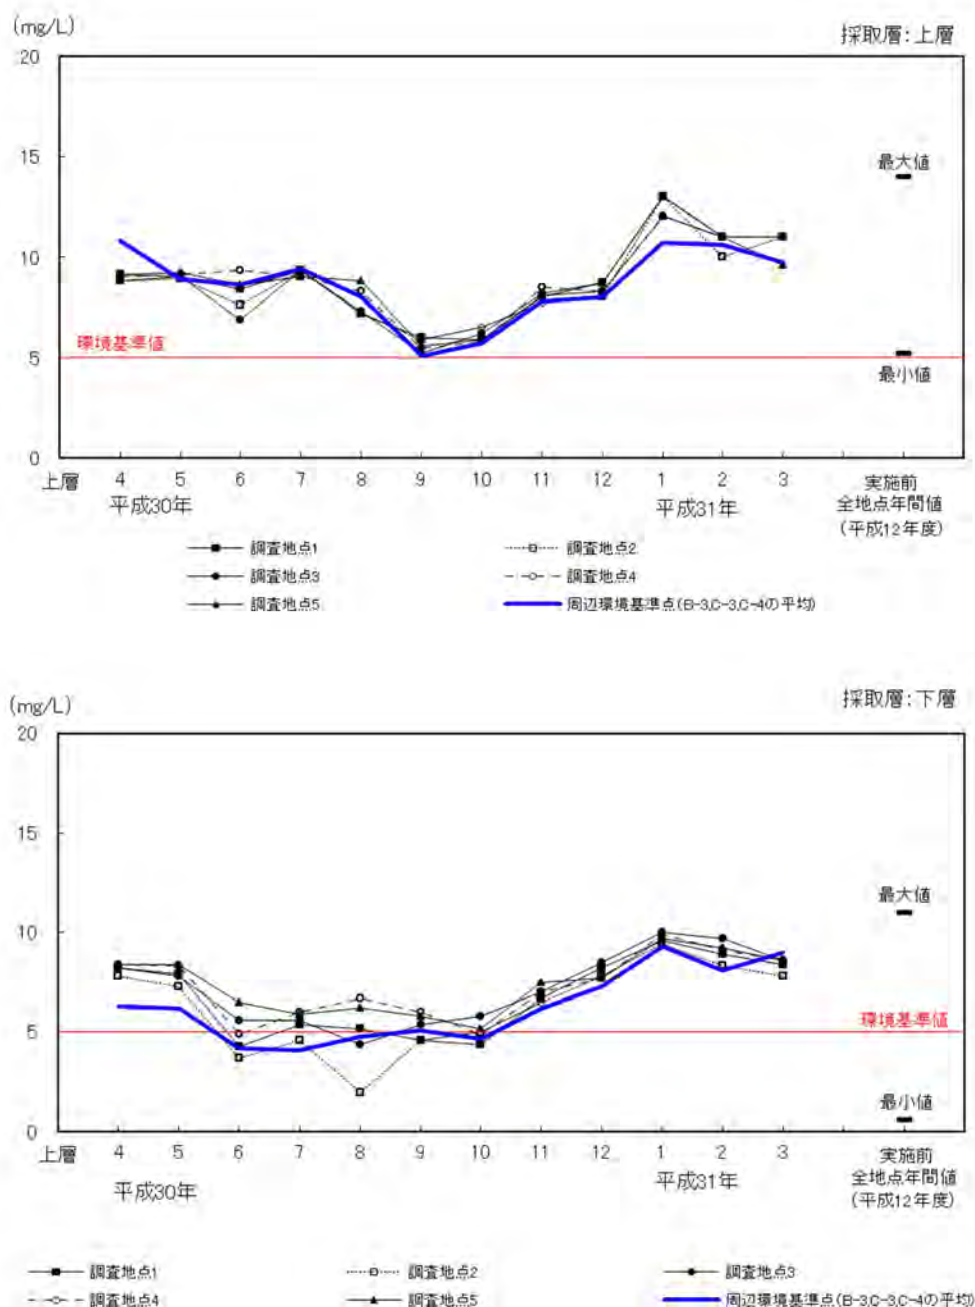 (mg/L)
採取層:上層
20
15
最大値
10
環境基準値
5
最小値
0
上層 4 5 6 7 8 9 10 11 12 1 2 3 実施前
平成30年 平成31年 全地点年間値
(平成12年度)
調査地点1 調査地点2
調査地点3 調査地点4
調査地点5 周辺環境基準点(B-3,C-3,C-4の平均)
(mg/L)
採取層:下層
20
15
最大値
10
環境基準値
5
最小値
0
上層 4 5 6 7 8 9 10 11 12 1 2 3 実施前
平成30年 平成31年 全地点年間値
(平成12年度)
調査地点1 調査地点2 調査地点3
調査地点4 調査地点5 周辺環境基準点(B-3,C-3,C-4の平均)